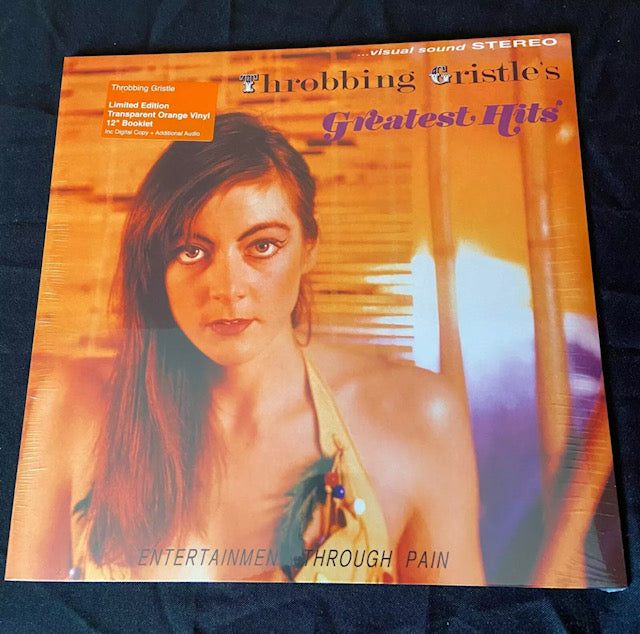 ...visual sound STEREO
Throbbing Gristle's
Greatest Hits
Throbbing Gristle
Limited Edition
Transparent Orange Vinyl
12" Booklet
Inc Digital Copy + Additional Audio
ENTERTAINMEN THROUGH PAIN